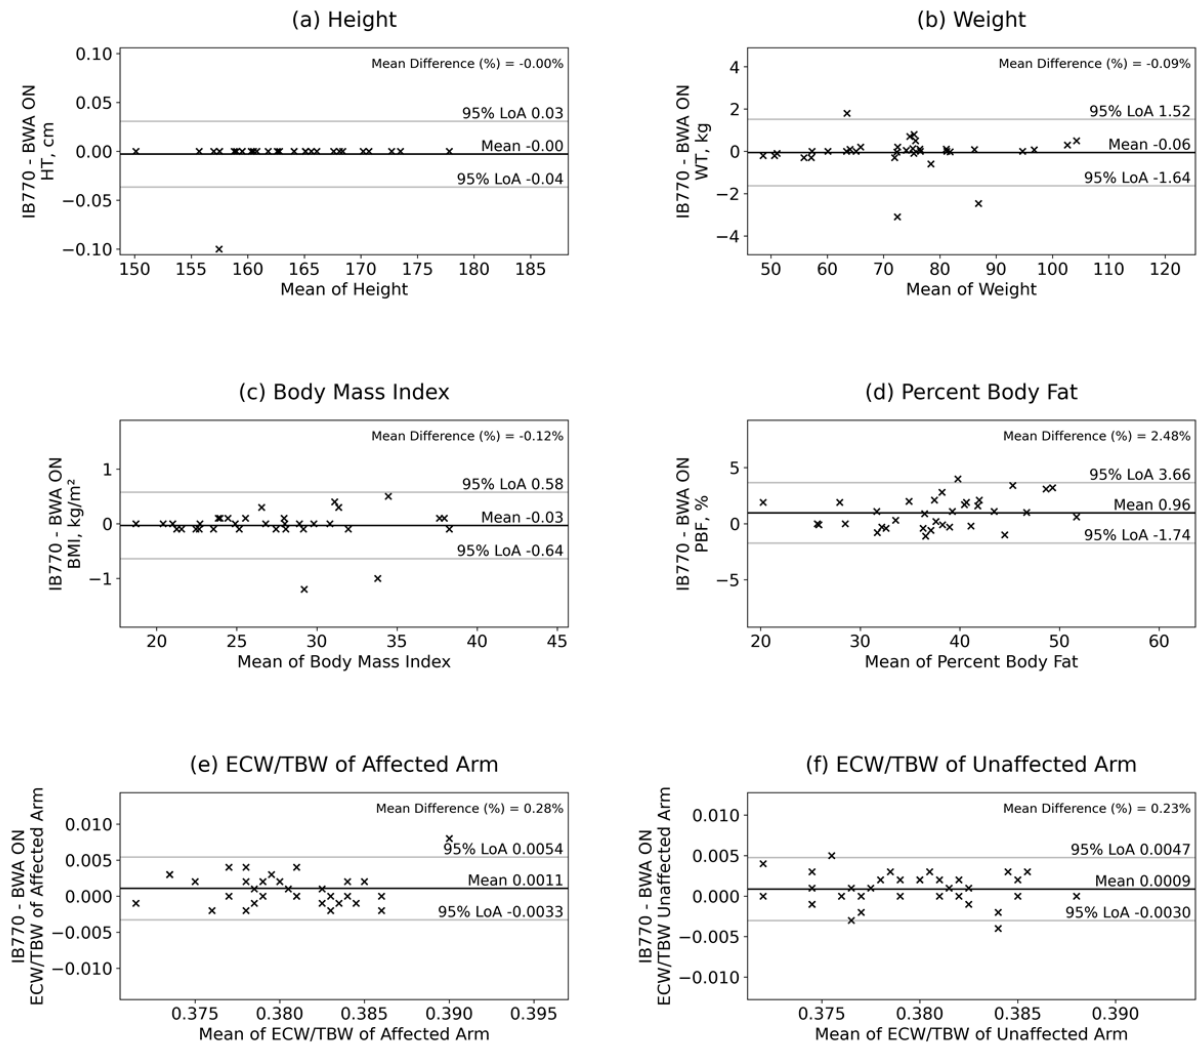 (a) Height
Mean Difference (%) = -0.00%
95% LoA 0.03
Mean -0.00
95% LoA -0.04
0.10
0.05
0.00
−0.05
−0.10
IB770 - BWA ON
HT, cm
150 155 160 165 170 175 180 185
Mean of Height
(b) Weight
Mean Difference (%) = -0.09%
95% LoA 1.52
Mean -0.06
95% LoA -1.64
4
2
0
−2
−4
IB770 - BWA ON
WT, kg
50 60 70 80 90 100 110 120
Mean of Weight
(c) Body Mass Index
Mean Difference (%) = -0.12%
95% LoA 0.58
Mean -0.03
95% LoA -0.64
1
0
−1
IB770 - BWA ON
BMI, kg/m²
20 25 30 35 40 45
Mean of Body Mass Index
(d) Percent Body Fat
Mean Difference (%) = 2.48%
95% LoA 3.66
Mean 0.96
95% LoA -1.74
5
0
−5
IB770 - BWA ON
PBF, %
20 30 40 50 60
Mean of Percent Body Fat
(e) ECW/TBW of Affected Arm
Mean Difference (%) = 0.28%
95% LoA 0.0054
Mean 0.0011
95% LoA -0.0033
0.010
0.005
0.000
−0.005
−0.010
IB770 - BWA ON
ECW/TBW of Affected Arm
0.375 0.380 0.385 0.390 0.395
Mean of ECW/TBW of Affected Arm
(f) ECW/TBW of Unaffected Arm
Mean Difference (%) = 0.23%
95% LoA 0.0047
Mean 0.0009
95% LoA -0.0030
0.010
0.005
0.000
−0.005
−0.010
IB770 - BWA ON
ECW/TBW of Unaffected Arm
0.375 0.380 0.385 0.390
Mean of ECW/TBW of Unaffected Arm